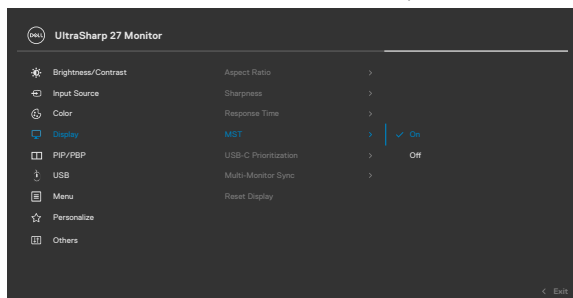 DELL UltraSharp 27 Monitor
Brightness/Contrast Aspect Ratio >
Input Source Sharpness >
Color Response Time >
Display MST > ✓ On
PIP/PBP USB-C Prioritization > Off
USB Multi-Monitor Sync >
Menu Reset Display
Personalize
Others
< Exit